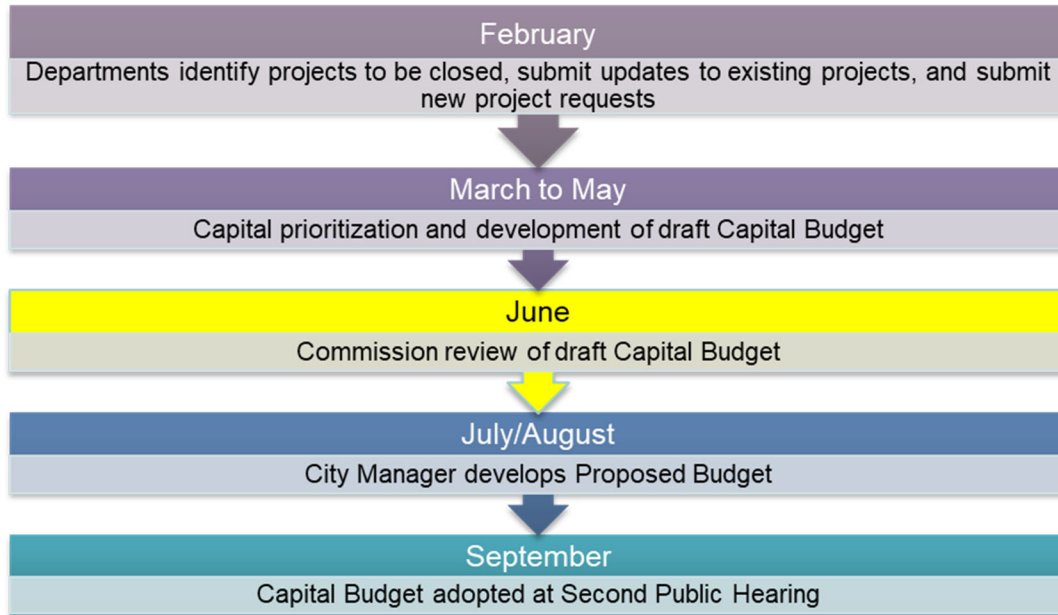 February
Departments identify projects to be closed, submit updates to existing projects, and submit
new project requests
March to May
Capital prioritization and development of draft Capital Budget
June
Commission review of draft Capital Budget
July/August
City Manager develops Proposed Budget
September
Capital Budget adopted at Second Public Hearing